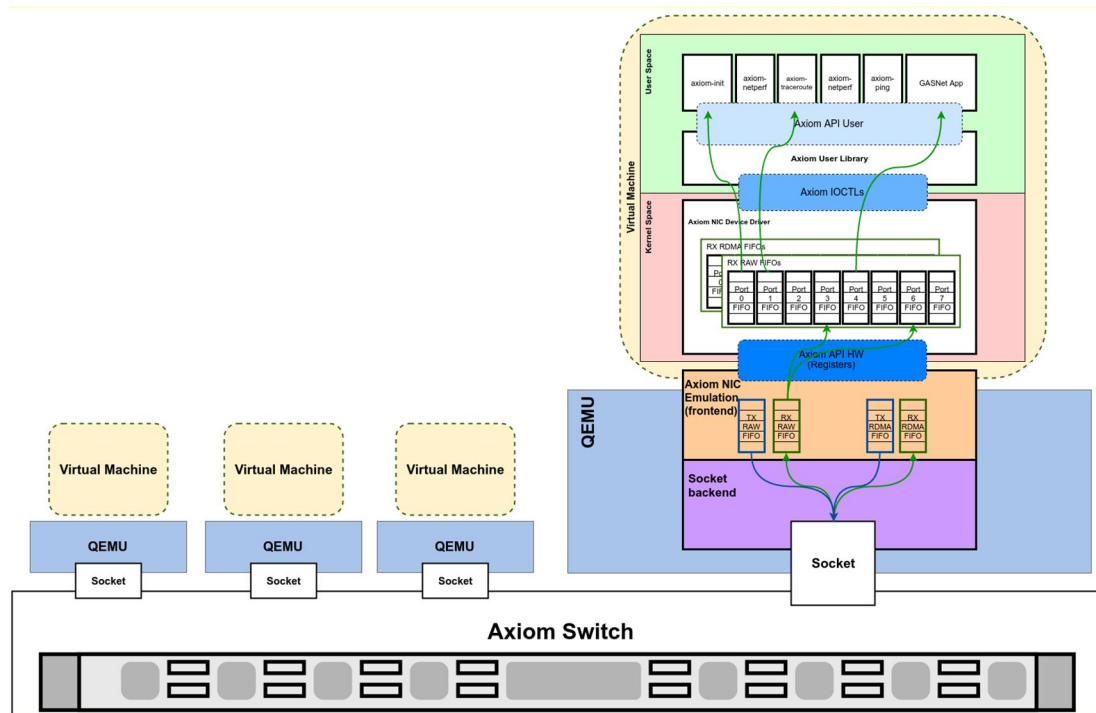 User Space
axiom-init
axiom-
netperf
axiom-
traceroute
axiom-
netperf
axiom-
ping
GASNet App
Axiom API User
Axiom User Library
Virtual Machine
Axiom IOCTLs
Kernel Space
Axiom NIC Device Driver
RX RDMA FIFOs
RX RAW FIFOs
Port
0
FIFO
Port
1
FIFO
Port
2
FIFO
Port
3
FIFO
Port
4
FIFO
Port
5
FIFO
Port
6
FIFO
Port
7
FIFO
Axiom API HW
(Registers)
QEMU
Axiom NIC
Emulation
(frontend)
TX
RAW
FIFO
RX
RAW
FIFO
TX
RDMA
FIFO
RX
RDMA
FIFO
Socket
backend
Socket
Virtual Machine
Virtual Machine
Virtual Machine
QEMU
QEMU
QEMU
Socket
Socket
Socket
Axiom Switch